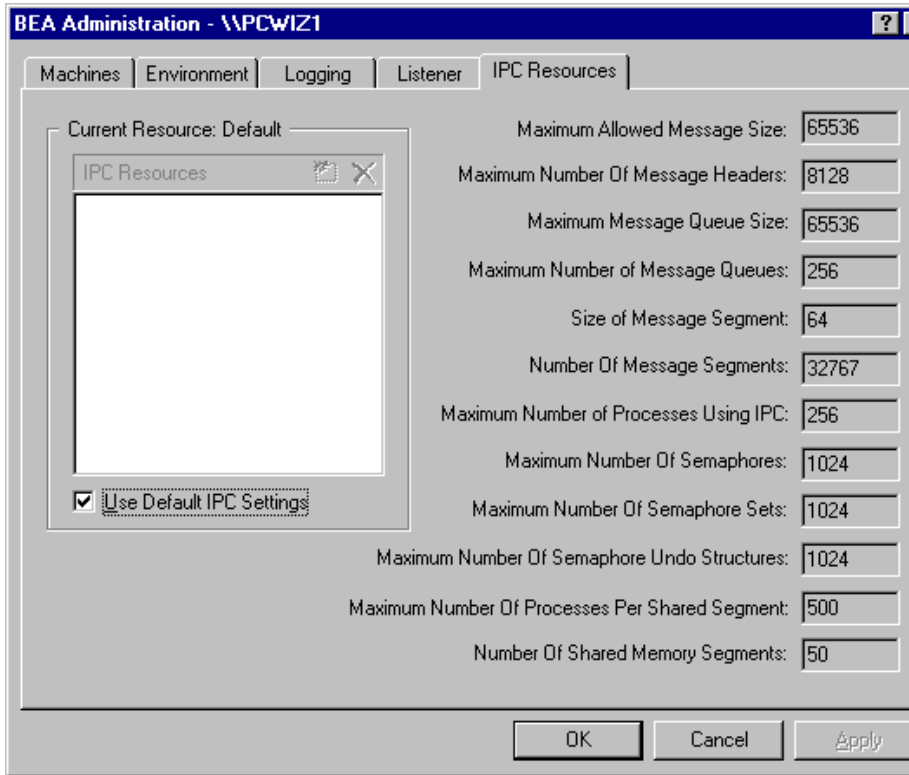 BEA Administration - \\PCWIZ1
?
Machines Environment Logging Listener IPC Resources
Current Resource: Default
IPC Resources
Use Default IPC Settings
Maximum Allowed Message Size: 65536
Maximum Number Of Message Headers: 8128
Maximum Message Queue Size: 65536
Maximum Number of Message Queues: 256
Size of Message Segment: 64
Number Of Message Segments: 32767
Maximum Number of Processes Using IPC: 256
Maximum Number Of Semaphores: 1024
Maximum Number Of Semaphore Sets: 1024
Maximum Number Of Semaphore Undo Structures: 1024
Maximum Number Of Processes Per Shared Segment: 500
Number Of Shared Memory Segments: 50
OK Cancel Apply